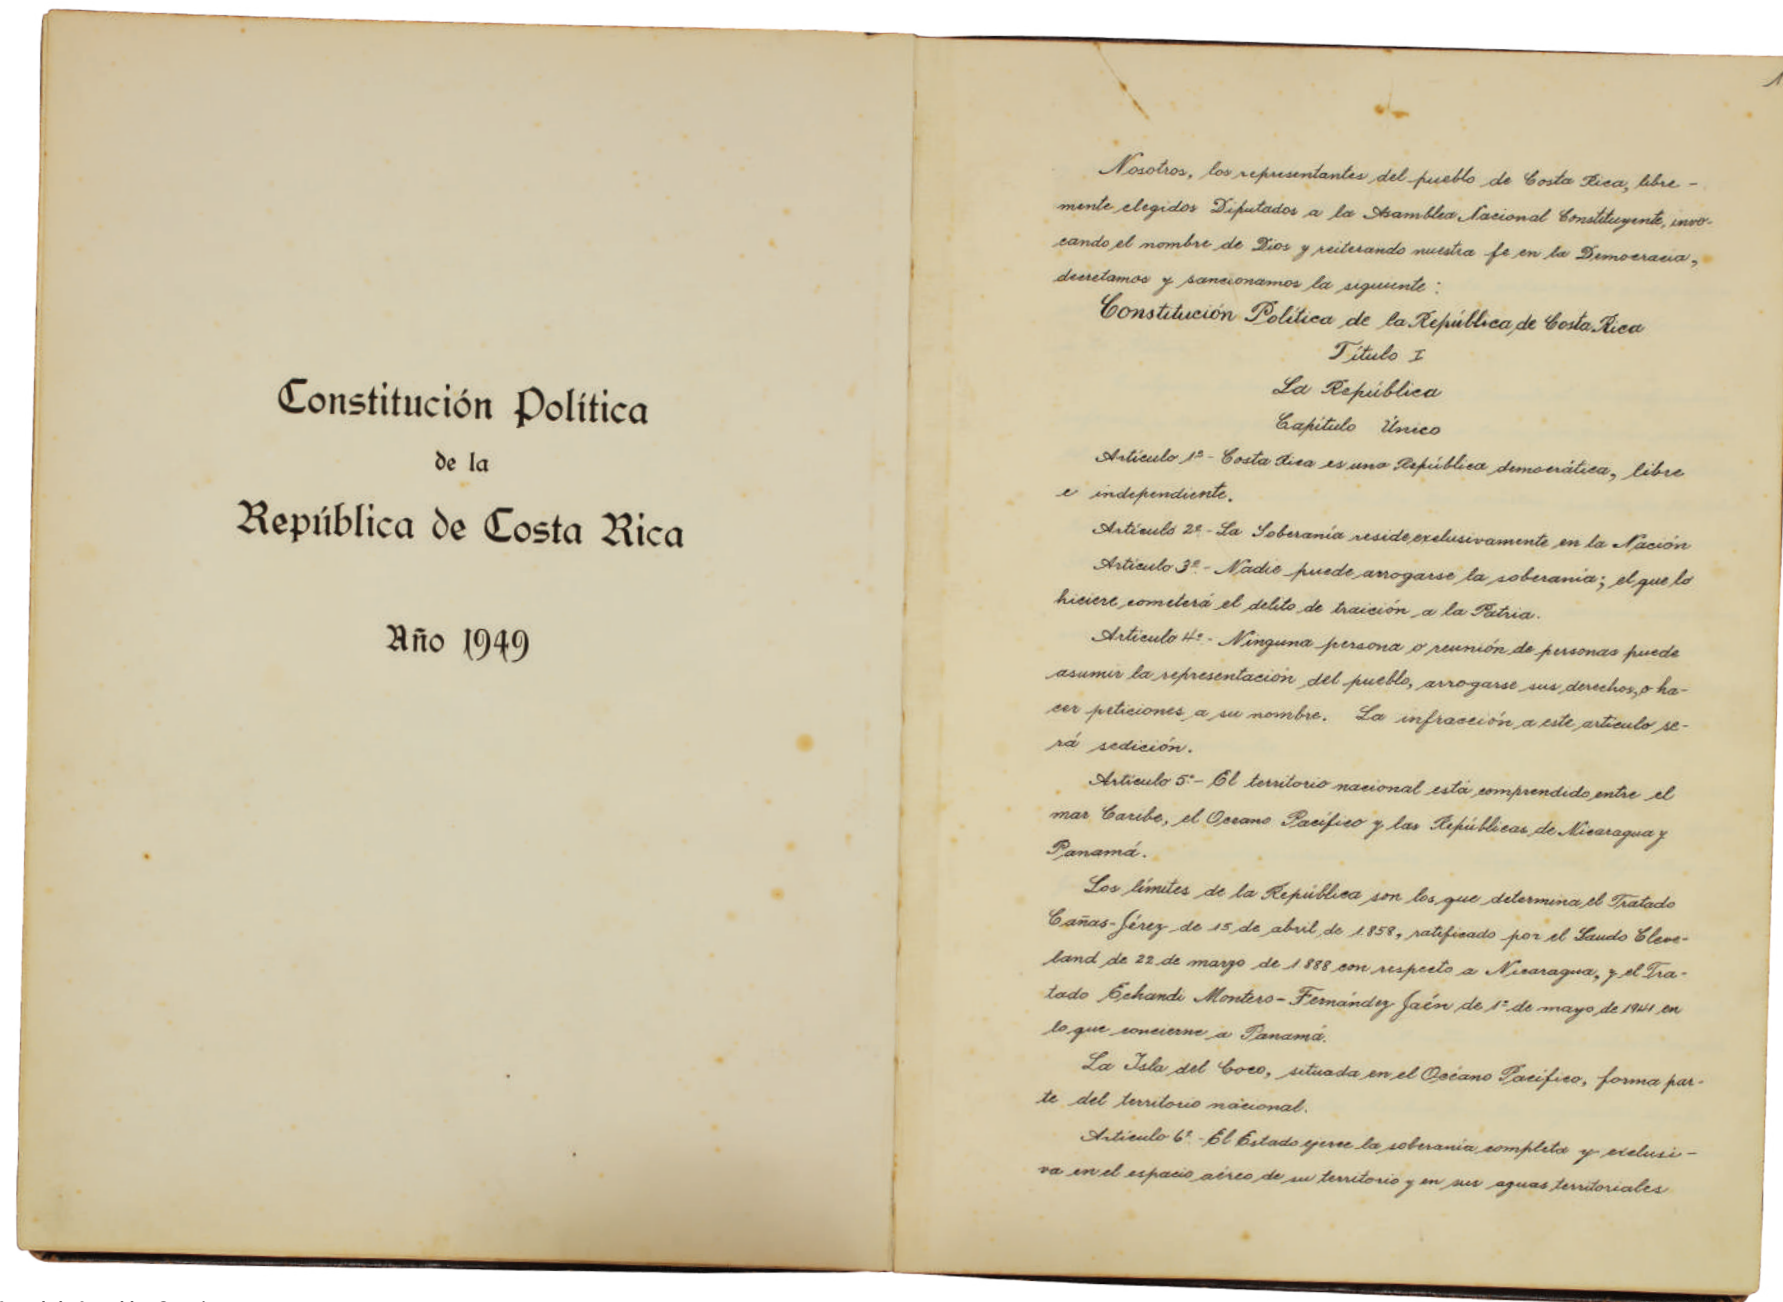 Constitución Política
de la
República de Costa Rica
Año 1949
1
Nosotros, los representantes del pueblo de Costa Rica, libre-
mente elegidos Diputados a la Asamblea Nacional Constituyente, invo-
cando el nombre de Dios y reiterando nuestra fe en la Democracia,
decretamos y sancionamos la siguiente:
Constitución Política de la República de Costa Rica
Título I
La República
Capítulo Único
Artículo 1º- Costa Rica es una República democrática, libre
e independiente.
Artículo 2º- La Soberanía reside exclusivamente en la Nación
Artículo 3º- Nadie puede arrogarse la soberanía; el que lo
hiciere cometerá el delito de traición a la Patria.
Artículo 4º- Ninguna persona o reunión de personas puede
asumir la representación del pueblo, arrogarse sus derechos, o ha-
cer peticiones a su nombre. La infracción a este artículo se-
rá sedición.
Artículo 5º- El territorio nacional está comprendido entre el
mar Caribe, el Oceano Pacífico y las Repúblicas de Nicaragua y
Panamá.
Los límites de la República son los que determina el Tratado
Cañas-Jérez de 15 de abril de 1858, ratificado por el Laudo Cleve-
land de 22 de marzo de 1888 con respecto a Nicaragua, y el Tra-
tado Echandi Montero-Fernández Jaén de 1º de mayo de 1941 en
lo que concierne a Panamá.
La Isla del Coco, situada en el Océano Pacífico, forma par-
te del territorio nacional.
Artículo 6º- El Estado ejerce la soberanía completa y exclusi-
va en el espacio aéreo de su territorio y en sus aguas territoriales